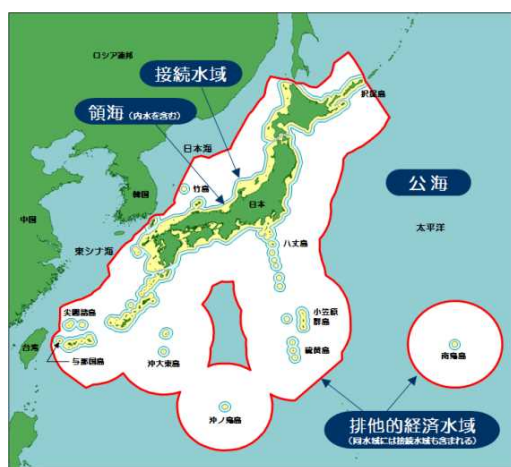 ロシア連邦
接続水域
択捉島
領海(内水を含む)
日本海
竹島
韓国
日本
公海
中国
太平洋
東シナ海
八丈島
尖閣諸島
小笠原
群島
台湾
南鳥島
与那国島
沖大東島
硫黄島
排他的経済水域
(同水域には接続水域も含まれる)
沖ノ鳥島